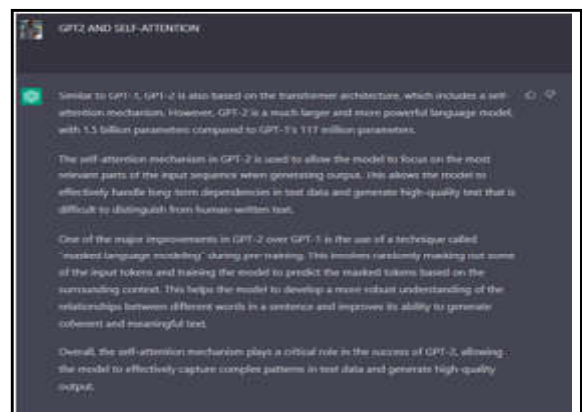 GPT2 AND SELF-ATTENTION
Similar to GPT-1, GPT-2 is also based on the transformer architecture, which includes a self-
attention mechanism. However, GPT-2 is a much larger and more powerful language model,
with 1.5 billion parameters compared to GPT-1's 117 million parameters.
The self-attention mechanism in GPT-2 is used to allow the model to focus on the most
relevant parts of the input sequence when generating output. This allows the model to
effectively handle long-term dependencies in text data and generate high-quality text that is
difficult to distinguish from human-written text.
One of the major improvements in GPT-2 over GPT-1 is the use of a technique called
"masked language modeling" during pre-training. This involves randomly masking out some
of the input tokens and training the model to predict the masked tokens based on the
surrounding context. This helps the model to develop a more robust understanding of the
relationships between different words in a sentence and improves its ability to generate
coherent and meaningful text.
Overall, the self-attention mechanism plays a critical role in the success of GPT-2, allowing
the model to effectively capture complex patterns in text data and generate high-quality
output.